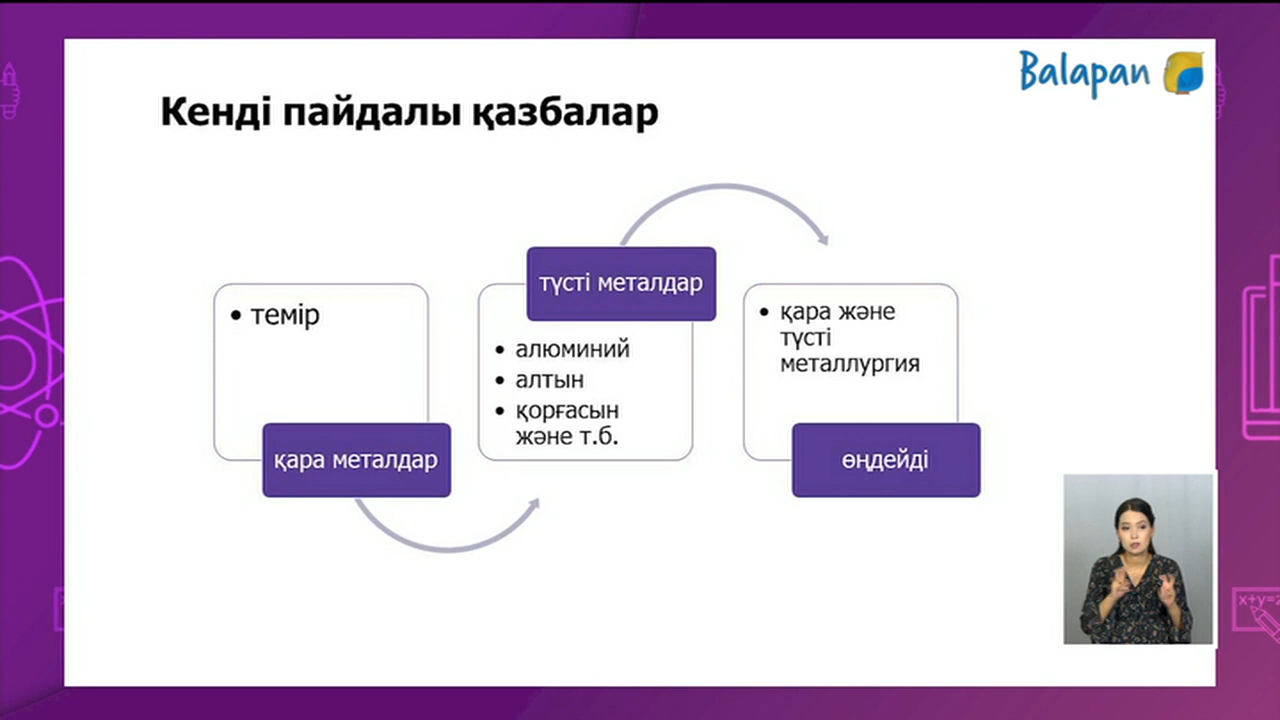 Balapan
Кенді пайдалы қазбалар
• темір
қара металдар
түсті металдар
• алюминий
• алтын
• қорғасын
және т.б.
• қара және
түсті
металлургия
өңдейді